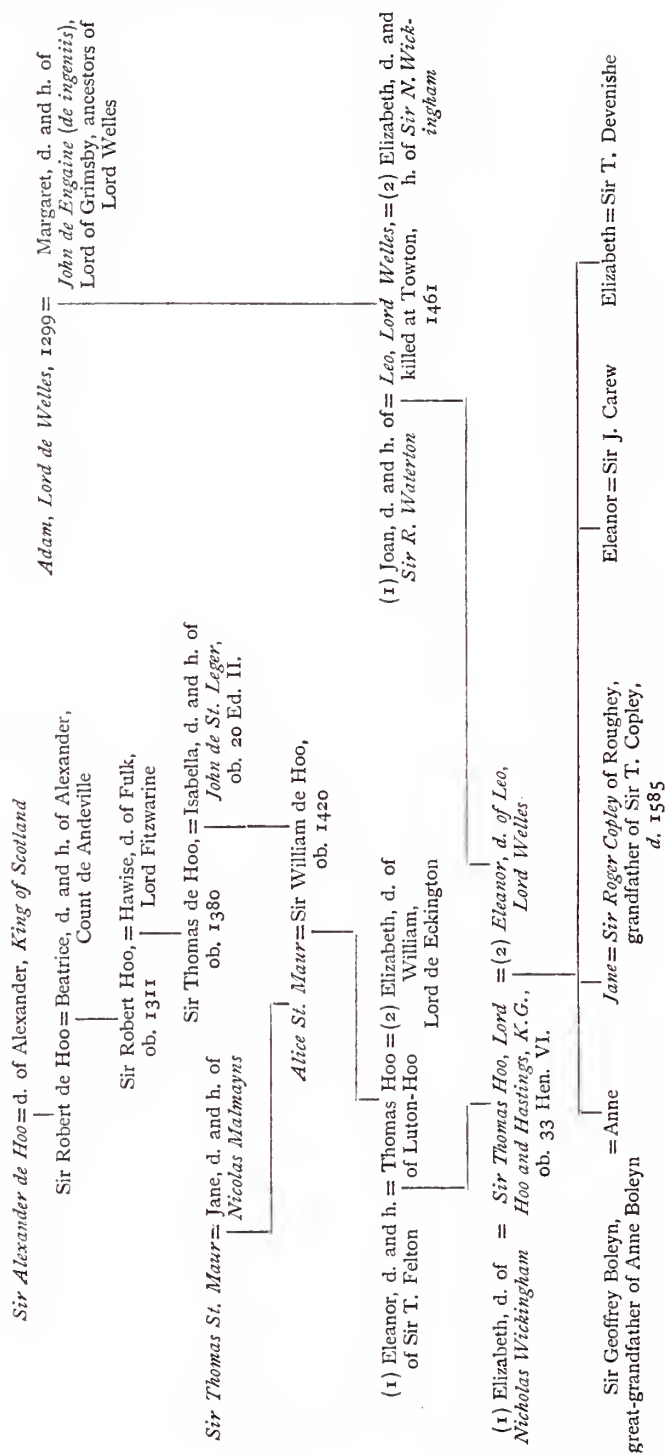 Sir Alexander de Hoo = d. of Alexander, King of Scotland
Sir Robert de Hoo = Beatrice, d. and h. of Alexander,
Count de Andeville
Sir Robert Hoo, = Hawise, d. of Fulk,
ob. 1311
Lord Fitzwarine
Sir Thomas de Hoo, = Isabella, d. and h. of
ob. 1380
John de St. Leger,
ob. 20 Ed. II.
Adam, Lord de Welles, 1299 =
Margaret, d. and h. of
John de Engaine (de ingeniis),
Lord of Grimsby, ancestors of
Lord Welles
Sir Thomas St. Maur = Jane, d. and h. of
Nicolas Malmayns
Alice St. Maur = Sir William de Hoo,
ob. 1420
(1) Eleanor, d. and h. = Thomas Hoo = (2) Elizabeth, d. of
of Sir T. Felton
of Luton-Hoo
William,
Lord de Eckington
(1) Joan, d. and h. of = Leo, Lord Welles, = (2) Elizabeth, d. and
Sir R. Waterton
killed at Towton,
1461
h. of Sir N. Wick-
ingham
(1) Elizabeth, d. of = Sir Thomas Hoo, Lord = (2) Eleanor, d. of Leo,
Nicholas Wickingham
Hoo and Hastings, K.G.,
ob. 33 Hen. VI.
Lord Welles
Sir Geoffrey Boleyn, = Anne
great-grandfather of Anne Boleyn
Jane = Sir Roger Copley of Roughey,
grandfather of Sir T. Copley,
d. 1585
Eleanor = Sir J. Carew
Elizabeth = Sir T. Devenishe